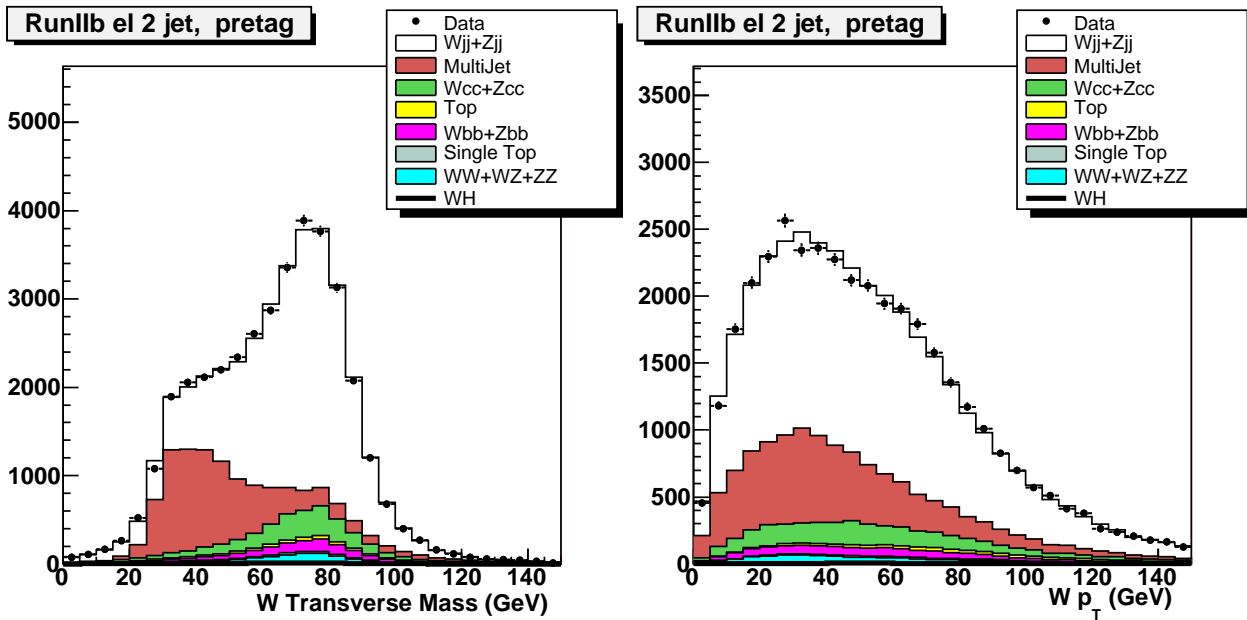 RunIIb el 2 jet, pretag
Data
Wjj+Zjj
MultiJet
Wcc+Zcc
Top
Wbb+Zbb
Single Top
WW+WZ+ZZ
WH
5000
4000
3000
2000
1000
0
0 20 40 60 80 100 120 140
W Transverse Mass (GeV)
RunIIb el 2 jet, pretag
Data
Wjj+Zjj
MultiJet
Wcc+Zcc
Top
Wbb+Zbb
Single Top
WW+WZ+ZZ
WH
3500
3000
2500
2000
1500
1000
500
0
0 20 40 60 80 100 120 140
W p_T (GeV)